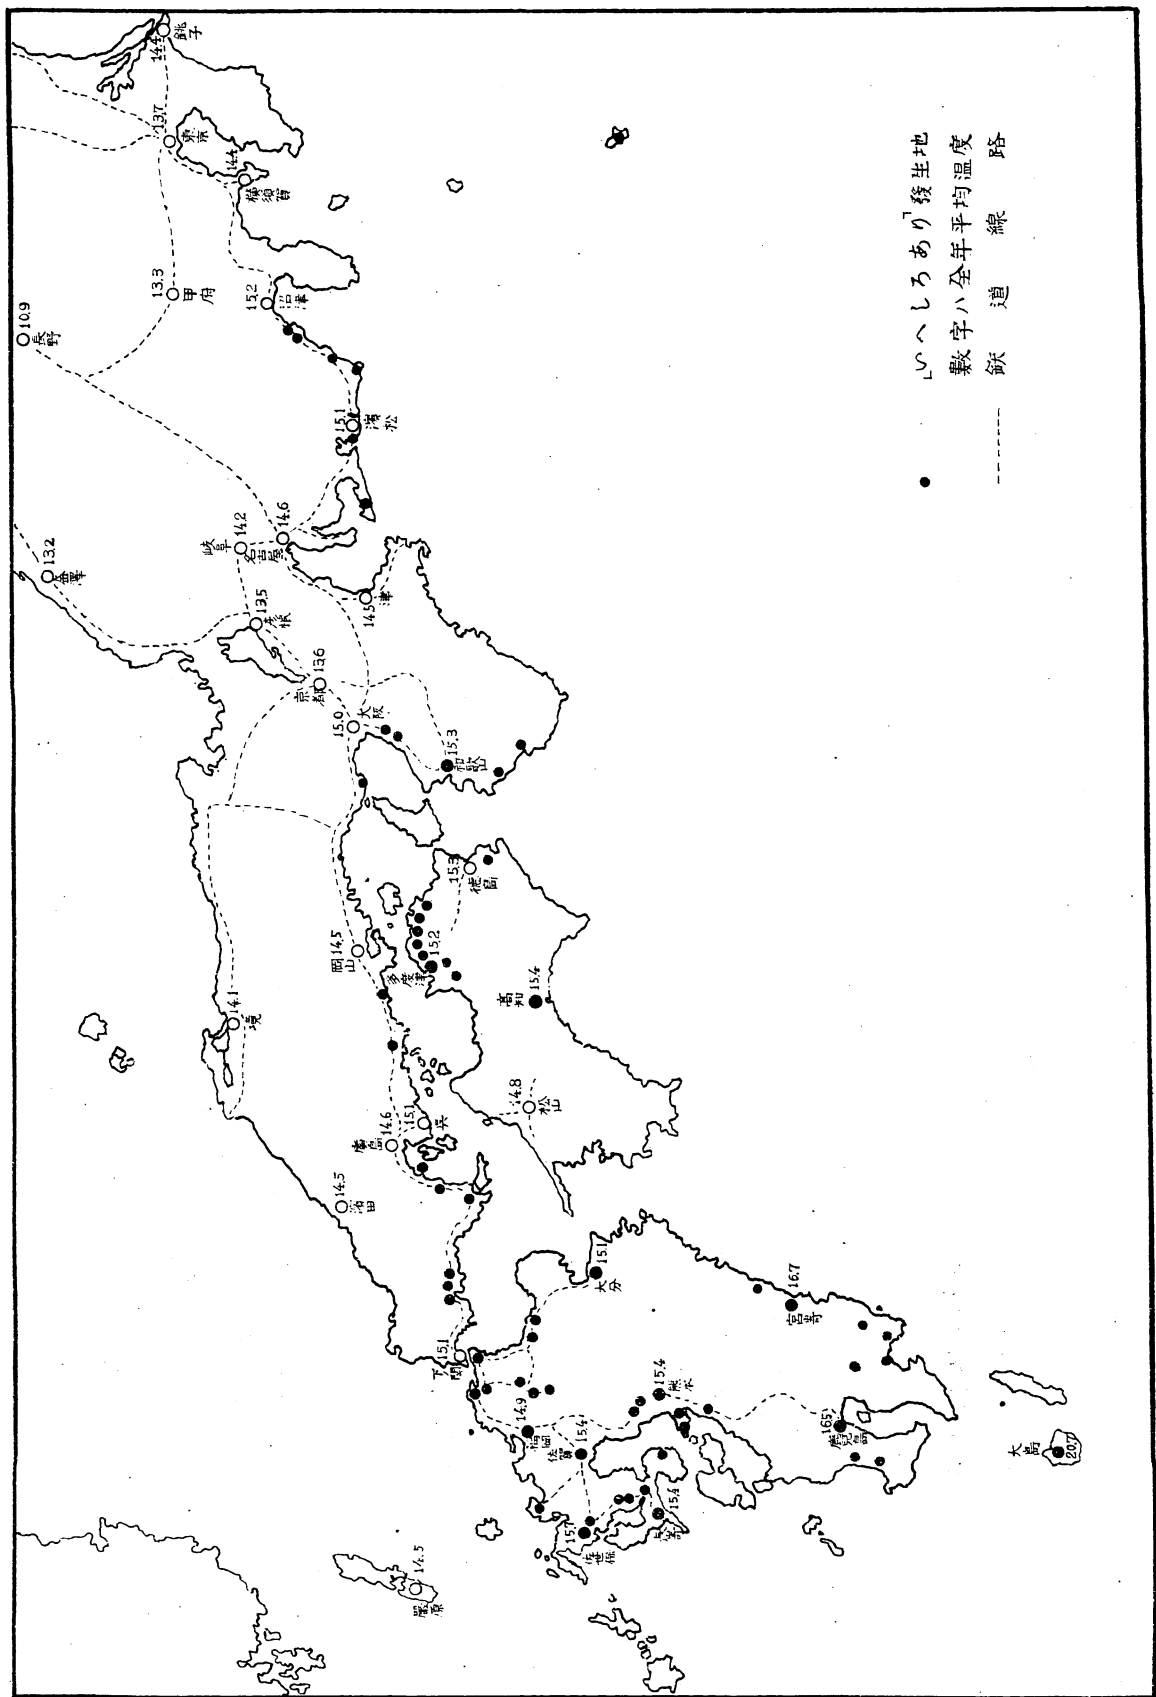 ● 「いへしろあり」發生地
數字ハ全年平均溫度
------ 鉄道線路
14.4 銚子
13.7 東京
14.4 橫須賀
13.3 甲府
15.2 沼津
10.9 長野
15.1 濱松
14.6 名古屋
14.2 岐阜
13.2 金澤
13.5 彦根
14.5 津
13.6 京都
15.0 大阪
15.3 和歌山
15.3 德島
14.5 岡山
15.2 多度津
15.4 高知
14.1 境
14.8 松山
15.1 呉
14.6 廣島
14.5 濱田
15.1 下關
15.1 大分
16.7 宮崎
14.9 福岡
15.4 熊本
15.4 佐賀
16.5 鹿兒島
15.4 長崎
15.7 佐世保
14.5 嚴原
20.7 大島